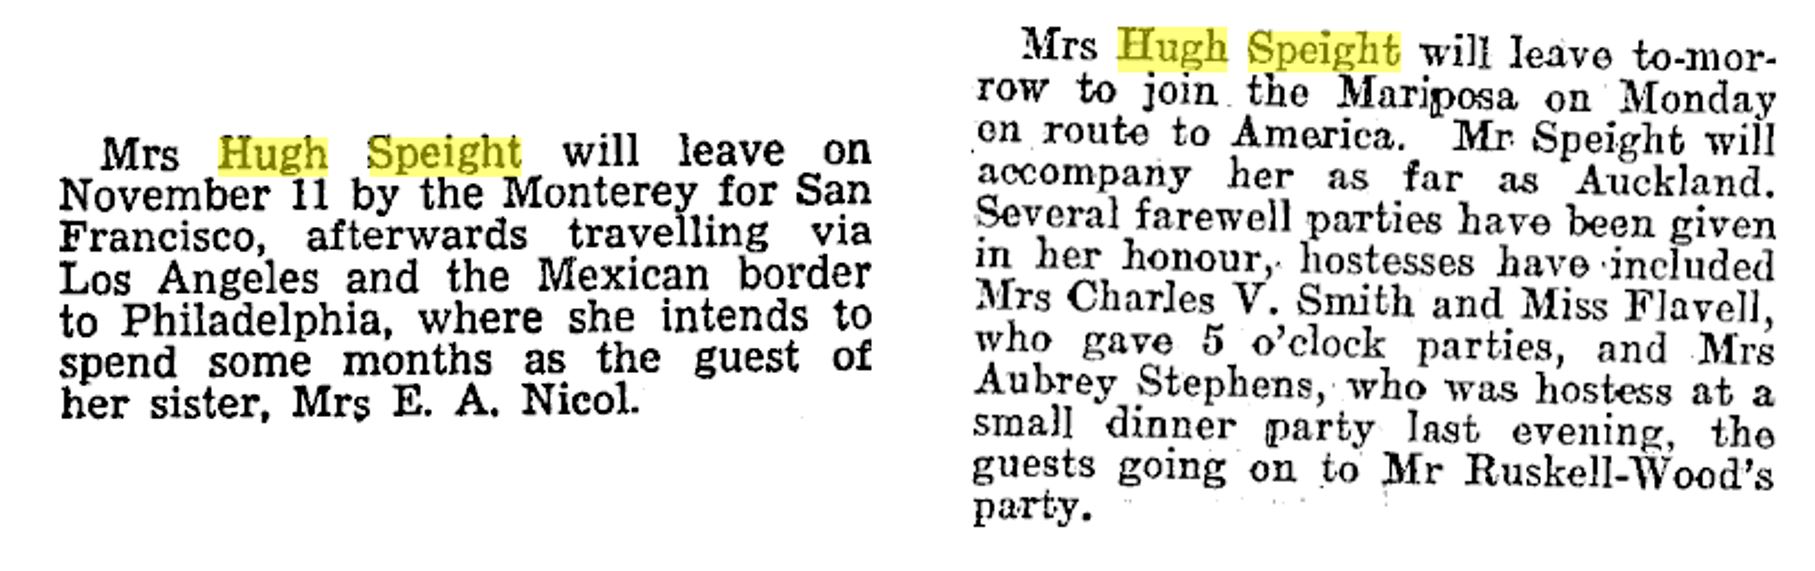 Mrs Hugh Speight will leave on
November 11 by the Monterey for San
Francisco, afterwards travelling via
Los Angeles and the Mexican border
to Philadelphia, where she intends to
spend some months as the guest of
her sister, Mrs E. A. Nicol.
Mrs Hugh Speight will leave to-mor-
row to join the Mariposa on Monday
en route to America. Mr Speight will
accompany her as far as Auckland.
Several farewell parties have been given
in her honour, hostesses have included
Mrs Charles V. Smith and Miss Flavell,
who gave 5 o'clock parties, and Mrs
Aubrey Stephens, who was hostess at a
small dinner party last evening, the
guests going on to Mr Ruskell-Wood's
party.